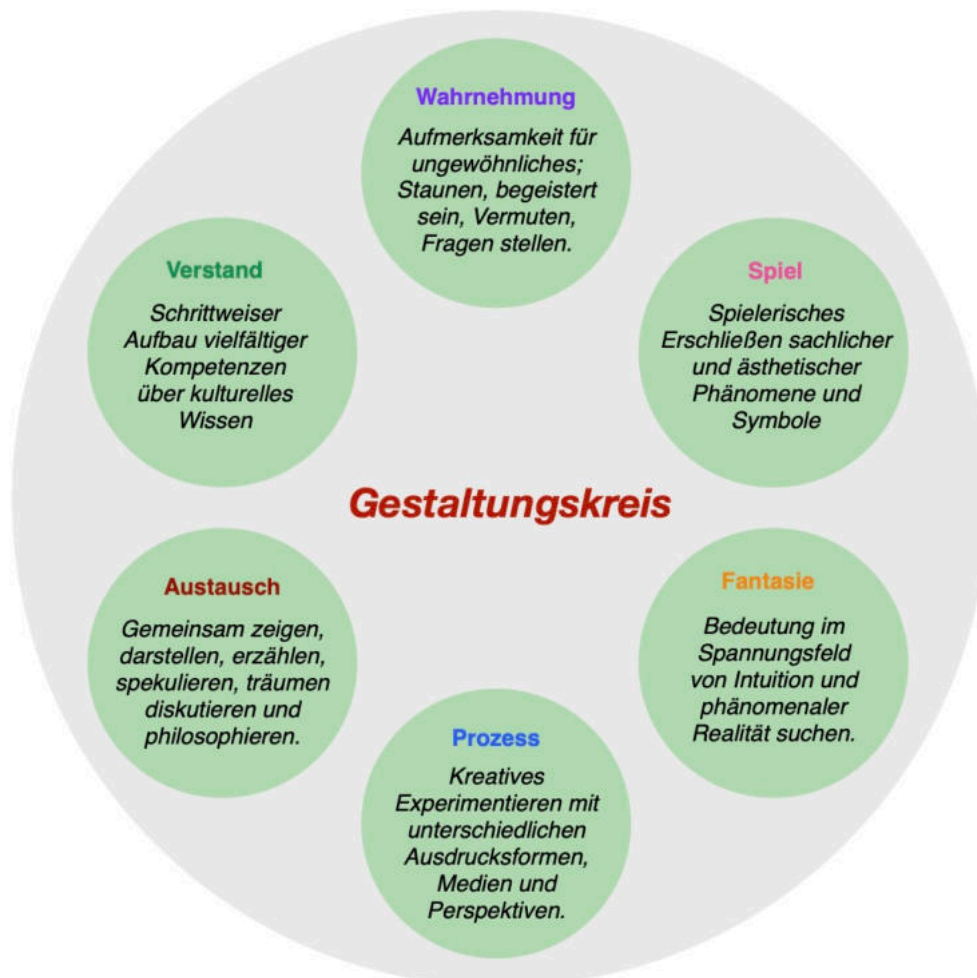 Wahrnehmung
Aufmerksamkeit für
ungewöhnliches;
Staunen, begeistert
sein, Vermuten,
Fragen stellen.
Spiel
Spielerisches
Erschließen sachlicher
und ästhetischer
Phänomene und
Symbole
Fantasie
Bedeutung im
Spannungsfeld
von Intuition und
phänomenaler
Realität suchen.
Prozess
Kreatives
Experimentieren mit
unterschiedlichen
Ausdrucksformen,
Medien und
Perspektiven.
Austausch
Gemeinsam zeigen,
darstellen, erzählen,
spekulieren, träumen
diskutieren und
philosophieren.
Verstand
Schrittweiser
Aufbau vielfältiger
Kompetenzen
über kulturelles
Wissen
Gestaltungskreis